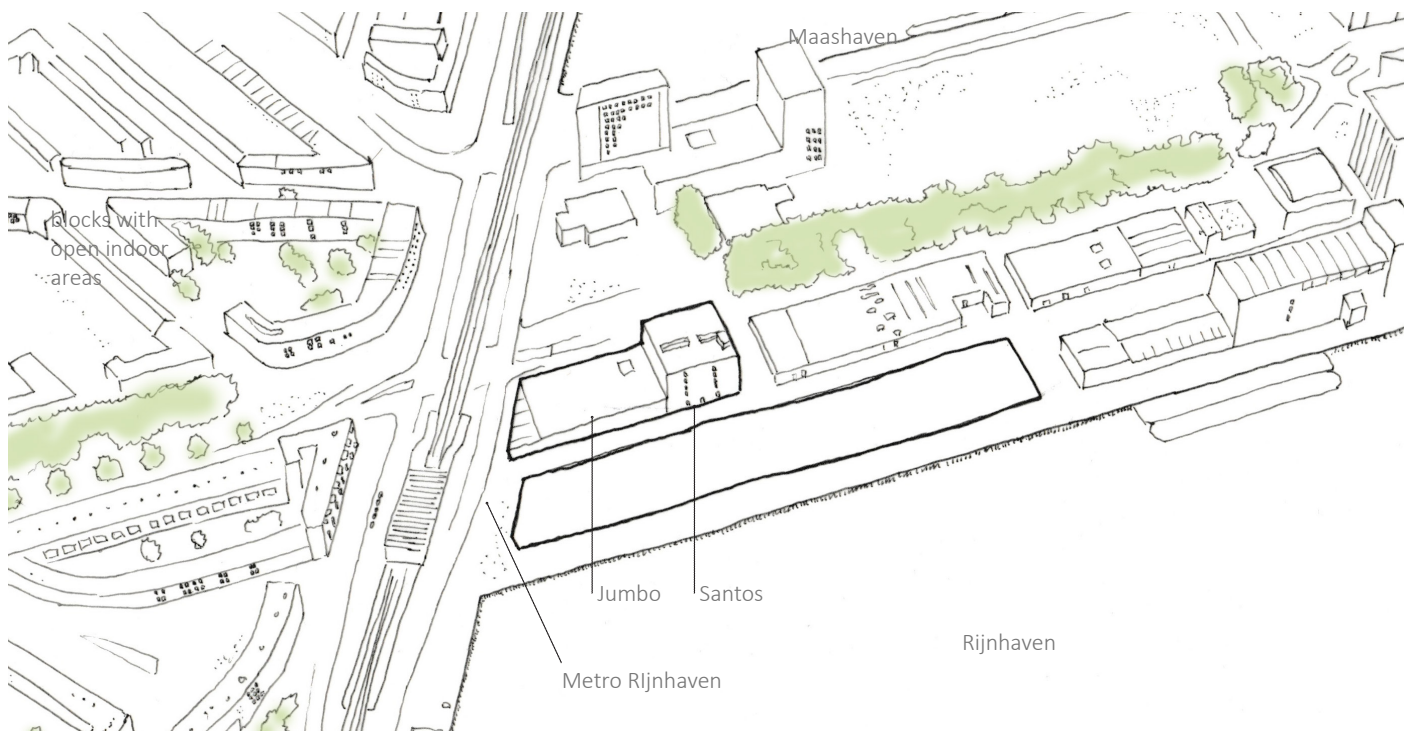 Maashaven
blocks with
open indoor
areas
Jumbo
Santos
Rijnhaven
Metro RIjnhaven